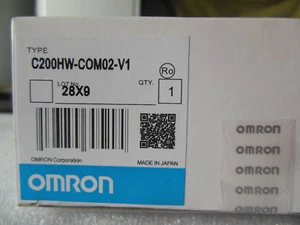 TYPE
C200HW-COM02-V1
LOT No.
28X9
QTY.
1
Ro
OMRON Corporation
MADE IN JAPAN
OMRON
OMRON
OMRON
OMRON
OMRON
OMRON